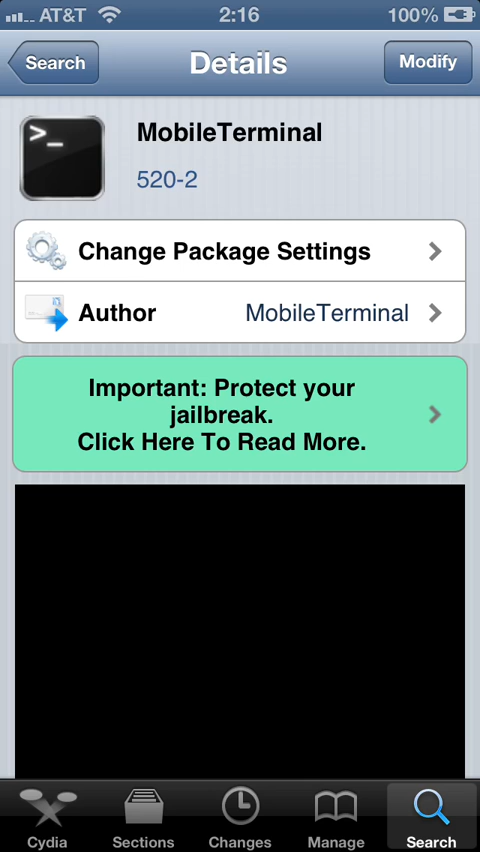 AT&T 2:16 100%
Search Details Modify
>_
MobileTerminal
520-2
Change Package Settings
Author MobileTerminal
Important: Protect your
jailbreak.
Click Here To Read More.
Cydia Sections Changes Manage Search